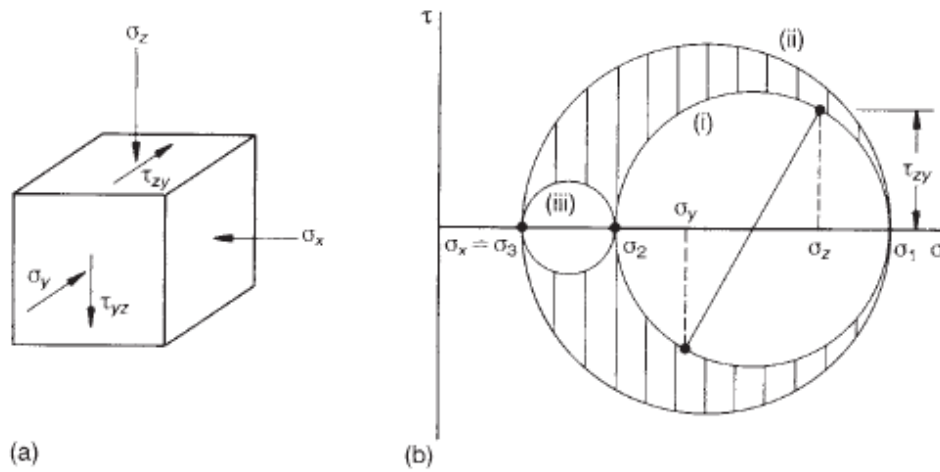 σz
τzy
σx
σy
τyz
(a)
τ
(ii)
(i)
τzy
(iii)
σy
σx = σ3
σ2
σz
σ1
σ
(b)